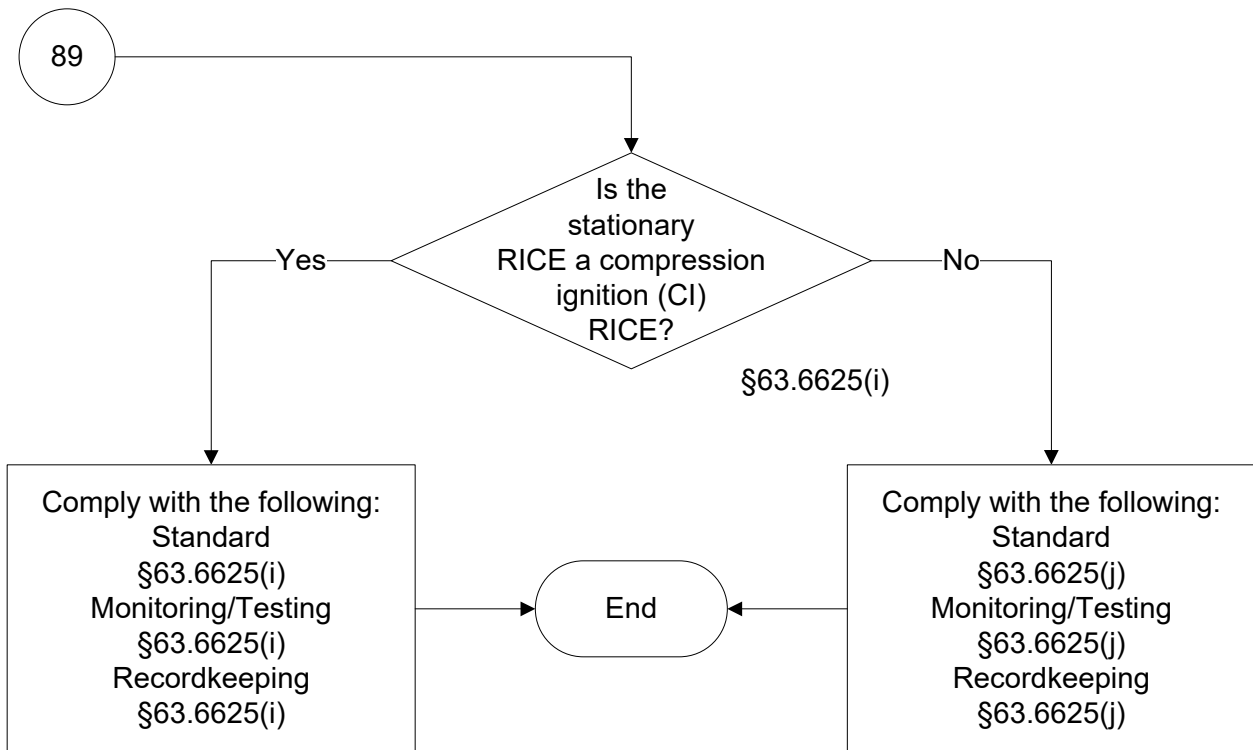 89
Is the
stationary
RICE a compression
ignition (CI)
RICE?
Yes
No
§63.6625(i)
Comply with the following:
Standard
§63.6625(i)
Monitoring/Testing
§63.6625(i)
Recordkeeping
§63.6625(i)
End
Comply with the following:
Standard
§63.6625(j)
Monitoring/Testing
§63.6625(j)
Recordkeeping
§63.6625(j)